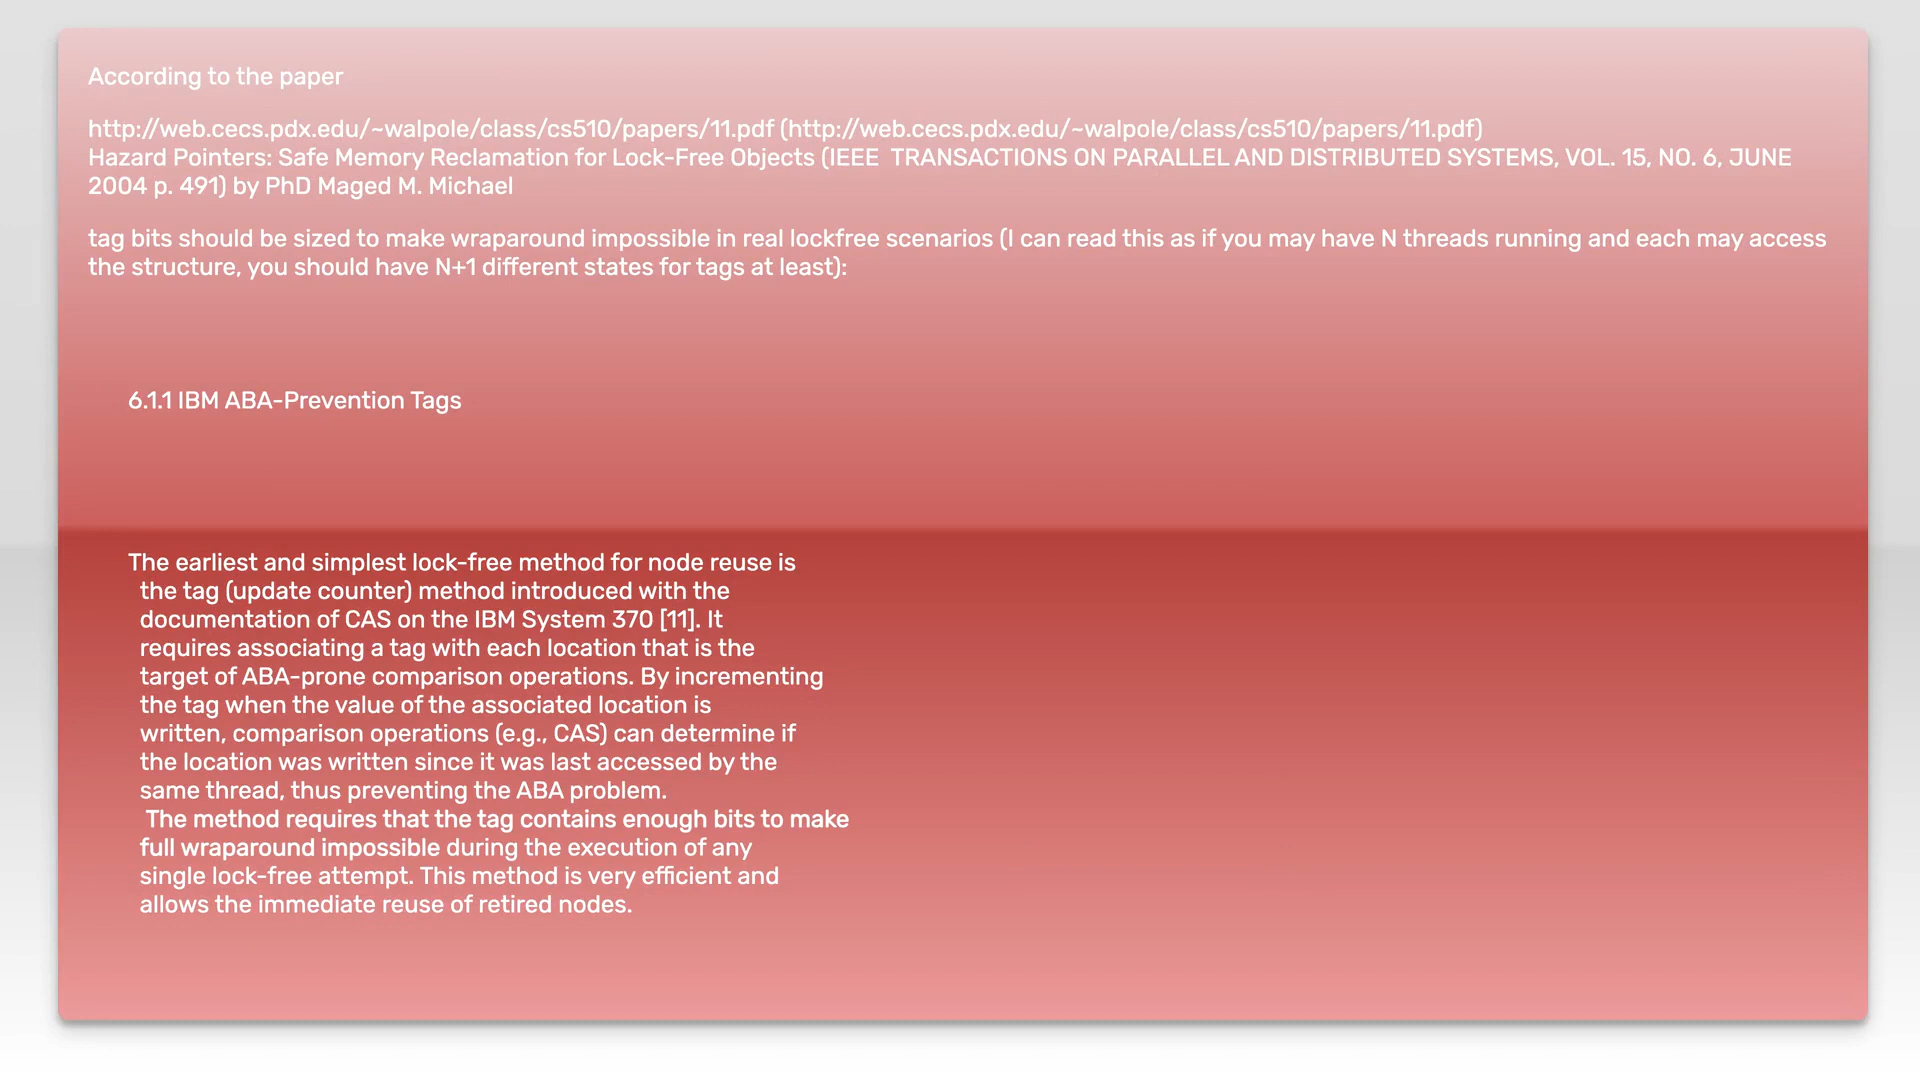 According to the paper
http://web.cecs.pdx.edu/~walpole/class/cs510/papers/11.pdf (http://web.cecs.pdx.edu/~walpole/class/cs510/papers/11.pdf)
Hazard Pointers: Safe Memory Reclamation for Lock-Free Objects (IEEE  TRANSACTIONS ON PARALLEL AND DISTRIBUTED SYSTEMS, VOL. 15, NO. 6, JUNE
2004 p. 491) by PhD Maged M. Michael
tag bits should be sized to make wraparound impossible in real lockfree scenarios (I can read this as if you may have N threads running and each may access
the structure, you should have N+1 different states for tags at least):
6.1.1 IBM ABA-Prevention Tags
The earliest and simplest lock-free method for node reuse is
the tag (update counter) method introduced with the
documentation of CAS on the IBM System 370 [11]. It
requires associating a tag with each location that is the
target of ABA-prone comparison operations. By incrementing
the tag when the value of the associated location is
written, comparison operations (e.g., CAS) can determine if
the location was written since it was last accessed by the
same thread, thus preventing the ABA problem.
The method requires that the tag contains enough bits to make
full wraparound impossible during the execution of any
single lock-free attempt. This method is very efficient and
allows the immediate reuse of retired nodes.